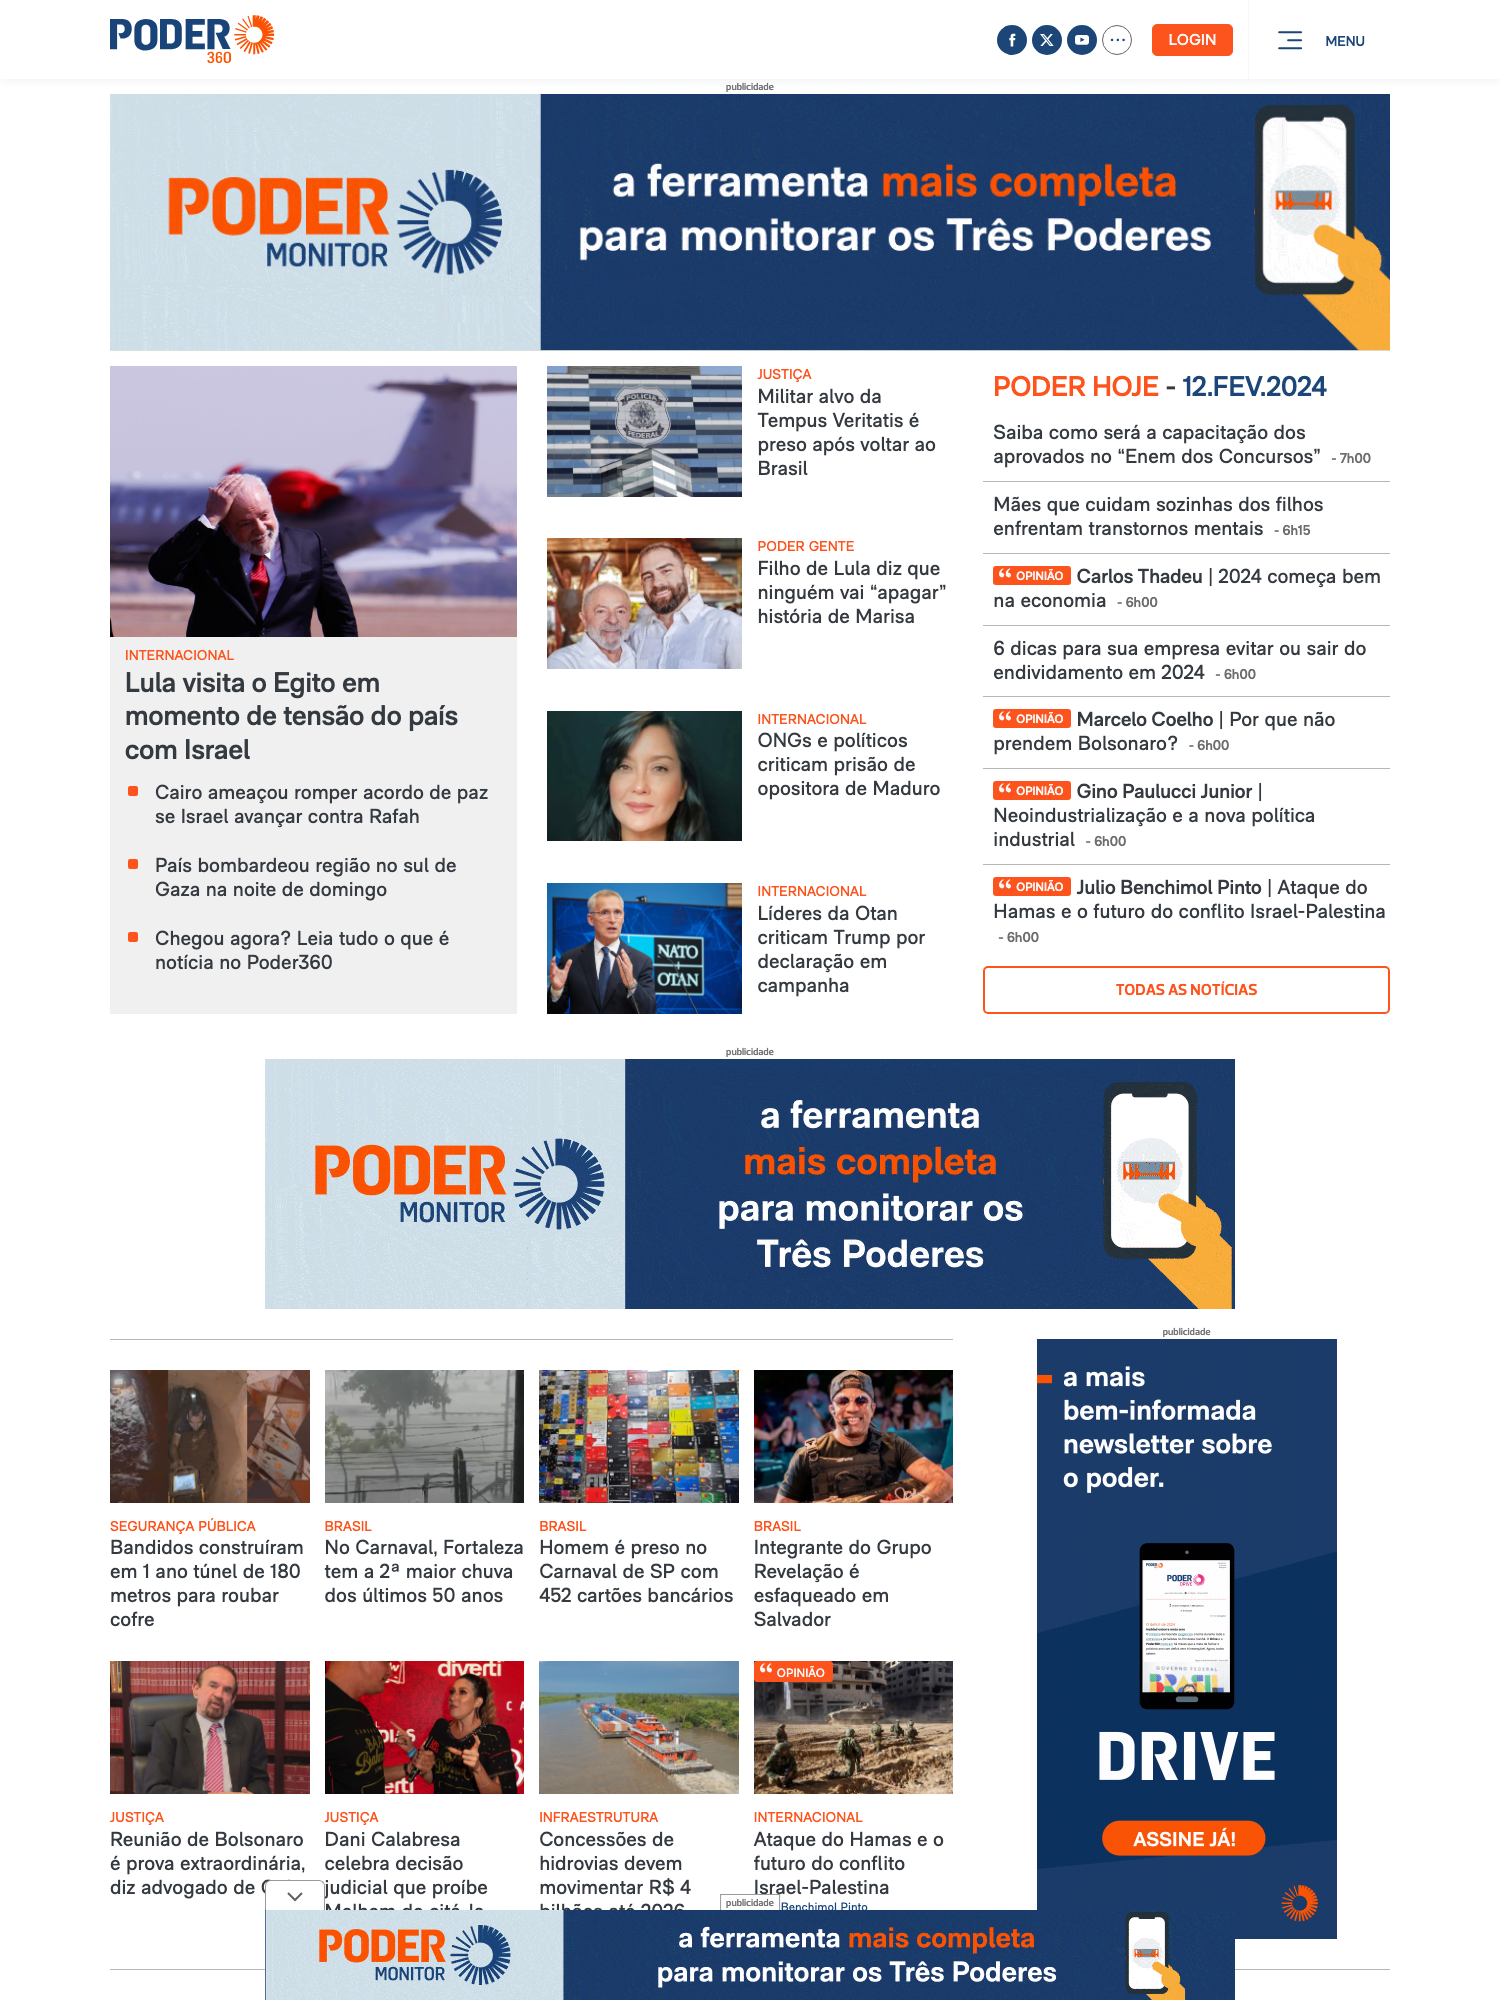 PODER
360
LOGIN
MENU
publicidade
PODER
MONITOR
a ferramenta mais completa
para monitorar os Três Poderes
INTERNACIONAL
Lula visita o Egito em
momento de tensão do país
com Israel
Cairo ameaçou romper acordo de paz
se Israel avançar contra Rafah
País bombardeou região no sul de
Gaza na noite de domingo
Chegou agora? Leia tudo o que é
notícia no Poder360
POLÍCIA
FEDERAL
JUSTIÇA
Militar alvo da
Tempus Veritatis é
preso após voltar ao
Brasil
PODER GENTE
Filho de Lula diz que
ninguém vai “apagar”
história de Marisa
INTERNACIONAL
ONGs e políticos
criticam prisão de
opositora de Maduro
NATO
OTAN
INTERNACIONAL
Líderes da Otan
criticam Trump por
declaração em
campanha
PODER HOJE - 12.FEV.2024
Saiba como será a capacitação dos
aprovados no “Enem dos Concursos” - 7h00
Mães que cuidam sozinhas dos filhos
enfrentam transtornos mentais - 6h15
“ OPINIÃO Carlos Thadeu | 2024 começa bem
na economia - 6h00
6 dicas para sua empresa evitar ou sair do
endividamento em 2024 - 6h00
“ OPINIÃO Marcelo Coelho | Por que não
prendem Bolsonaro? - 6h00
“ OPINIÃO Gino Paulucci Junior |
Neoindustrialização e a nova política
industrial - 6h00
“ OPINIÃO Julio Benchimol Pinto | Ataque do
Hamas e o futuro do conflito Israel-Palestina
- 6h00
TODAS AS NOTÍCIAS
publicidade
PODER
MONITOR
a ferramenta
mais completa
para monitorar os
Três Poderes
SEGURANÇA PÚBLICA
Bandidos construíram
em 1 ano túnel de 180
metros para roubar
cofre
BRASIL
No Carnaval, Fortaleza
tem a 2ª maior chuva
dos últimos 50 anos
BRASIL
Homem é preso no
Carnaval de SP com
452 cartões bancários
BRASIL
Integrante do Grupo
Revelação é
esfaqueado em
Salvador
JUSTIÇA
Reunião de Bolsonaro
é prova extraordinária,
diz advogado de
diverti
JUSTIÇA
Dani Calabresa
celebra decisão
judicial que proíbe
Melhem de citá-la
INFRAESTRUTURA
Concessões de
hidrovias devem
movimentar R$ 4
bilhões até 2026
“ OPINIÃO
INTERNACIONAL
Ataque do Hamas e o
futuro do conflito
Israel-Palestina
Benchimol Pinto
publicidade
a mais
bem-informada
newsletter sobre
o poder.
PODER
DRIVE
DRIVE
ASSINE JÁ!
publicidade
PODER
MONITOR
a ferramenta mais completa
para monitorar os Três Poderes